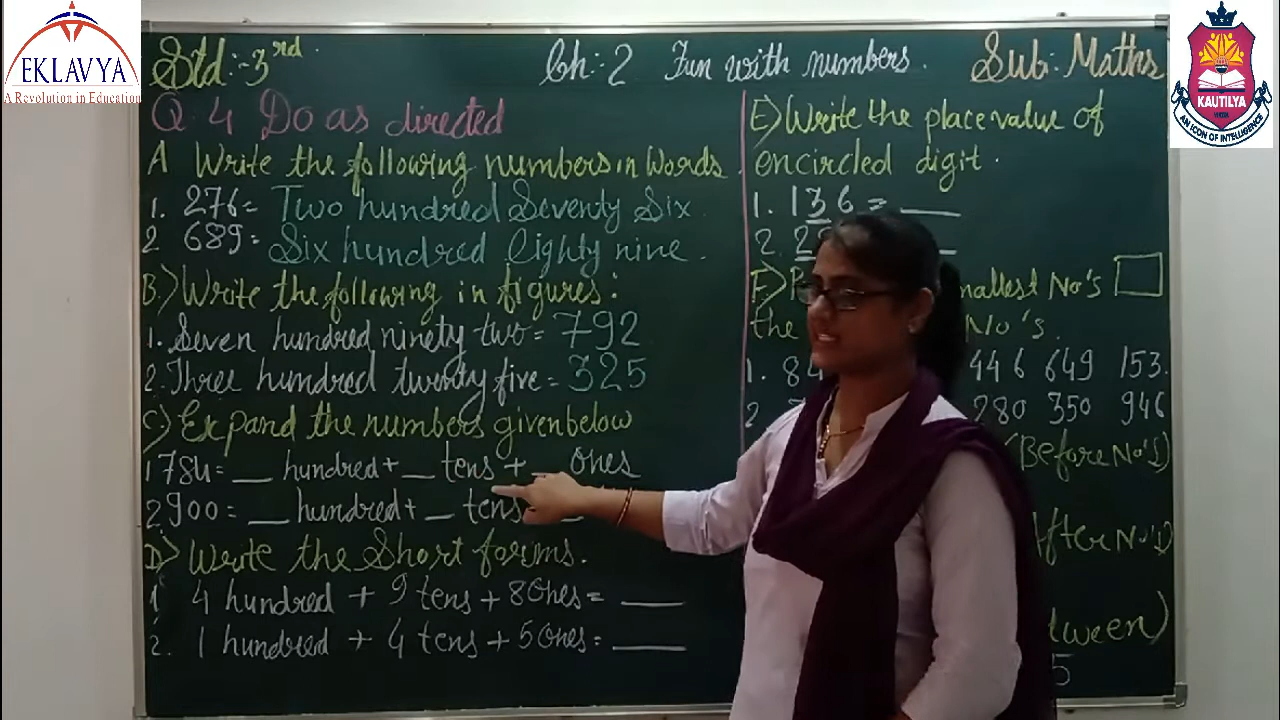 EKLAVYA
A Revolution in Education
KAUTILYA
AN ICON OF INTELLIGENCE
Std:-3rd.
Ch:-2 Fun with numbers.
Sub: Maths
Q. 4 Do as directed
A Write the following numbers in Words.
1. 276= Two hundred Seventy Six.
2 689= Six hundred Eighty nine.
B.) Write the following in figures:
1. Seven hundred ninety two= 792
2. Three hundred twenty five= 325
C) Expand the numbers given below
1 784= __ hundred+ __ tens + __ ones
2. 900= __ hundred+ __ tens
D) Write the Short forms.
1 4 hundred + 9 tens + 8 Ones= ____
2. 1 hundred + 4 tens + 5 Ones= ____
E) Write the place value of
encircled digit.
1. 136 = ____
2. 2
F) No's
the No's.
1. 84 446 649 153.
2 280 350 946
(Before No's)
After No's)
5